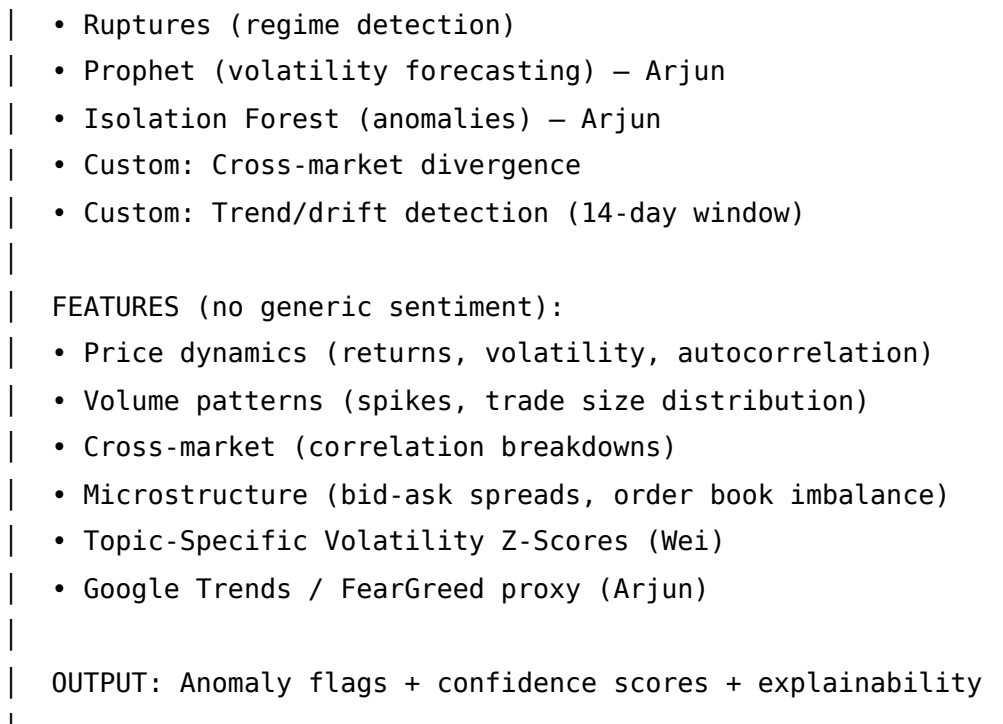 │  • Ruptures (regime detection)
│  • Prophet (volatility forecasting) — Arjun
│  • Isolation Forest (anomalies) — Arjun
│  • Custom: Cross-market divergence
│  • Custom: Trend/drift detection (14-day window)
│
│  FEATURES (no generic sentiment):
│  • Price dynamics (returns, volatility, autocorrelation)
│  • Volume patterns (spikes, trade size distribution)
│  • Cross-market (correlation breakdowns)
│  • Microstructure (bid-ask spreads, order book imbalance)
│  • Topic-Specific Volatility Z-Scores (Wei)
│  • Google Trends / FearGreed proxy (Arjun)
│
│  OUTPUT: Anomaly flags + confidence scores + explainability
│